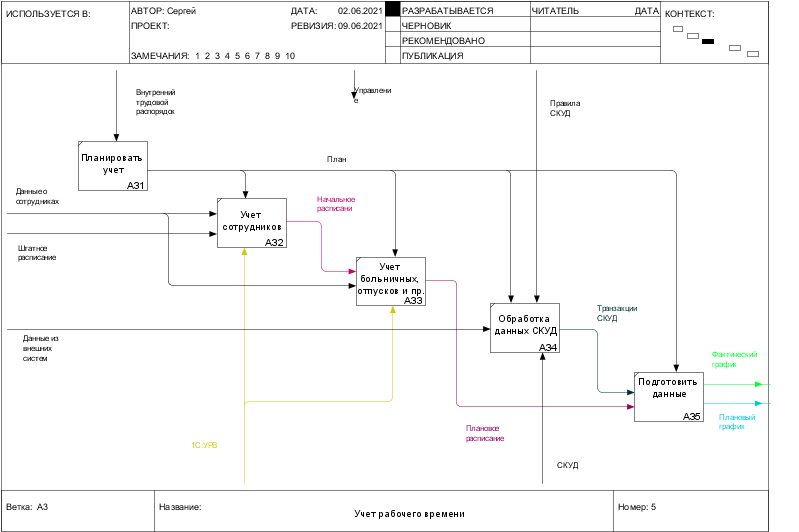 ИСПОЛЬЗУЕТСЯ В:
АВТОР: Сергей
ДАТА: 02.06.2021
РАЗРАБАТЫВАЕТСЯ
ЧИТАТЕЛЬ
ДАТА
КОНТЕКСТ:
ПРОЕКТ:
РЕВИЗИЯ: 09.06.2021
ЧЕРНОВИК
РЕКОМЕНДОВАНО
ЗАМЕЧАНИЯ: 1 2 3 4 5 6 7 8 9 10
ПУБЛИКАЦИЯ
Внутренний
трудовой
распорядок
Управлени
е
Правила
СКУД
Планировать
учет
А31
План
Данные о
сотрудниках
Начальное
расписани
Учет
сотрудников
А32
Штатное
расписание
Учет
больничных,
отпусков и пр.
А33
Обработка
данных СКУД
А34
Транзакции
СКУД
Данные из
внешних
систем
Фактический
график
Подготовить
данные
А35
Плановый
график
Плановое
расписание
1С:УРВ
СКУД
Ветка: А3
Название:
Учет рабочего времени
Номер: 5